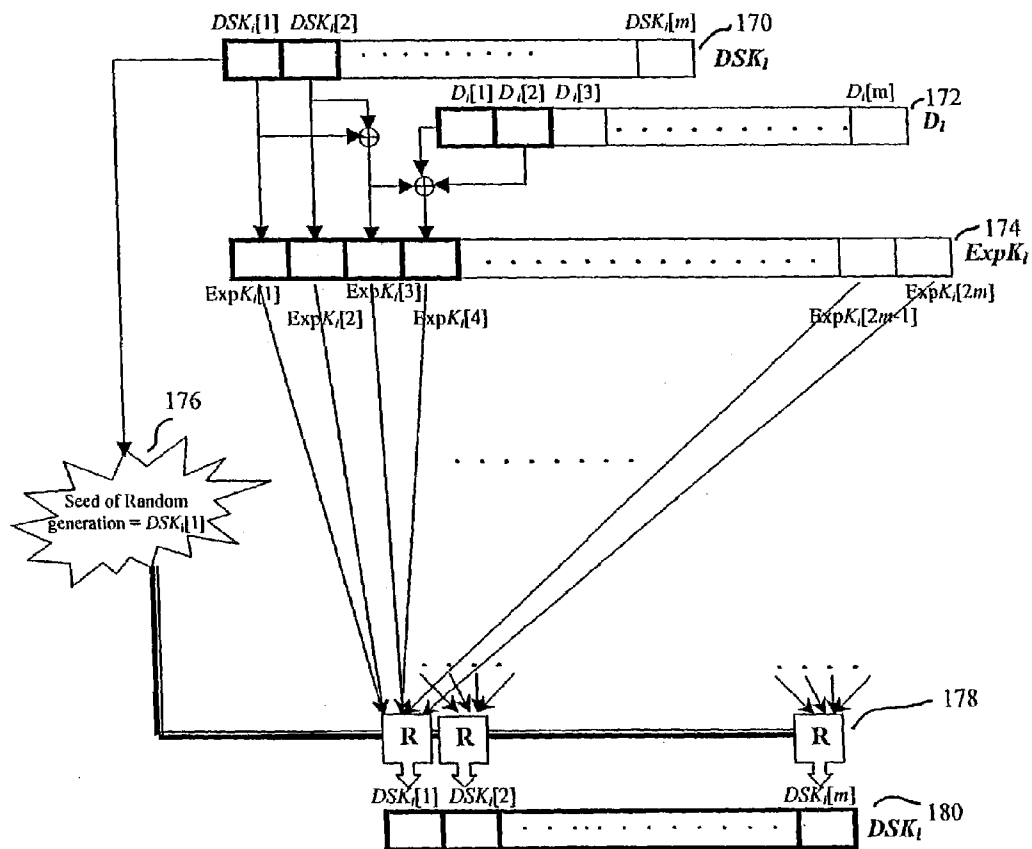 DSKi[1] DSKi[2] DSKi[m]
170
DSKi
Di[1] Di[2] Di[3] Di[m]
172
Di
174
ExpKi
ExpKi[1] ExpKi[3] ExpKi[2m]
ExpKi[2] ExpKi[4] ExpKi[2m-1]
176
Seed of Random
generation = DSKi[1]
178
R R R
DSKi[1] DSKi[2] DSKi[m]
180
DSKi